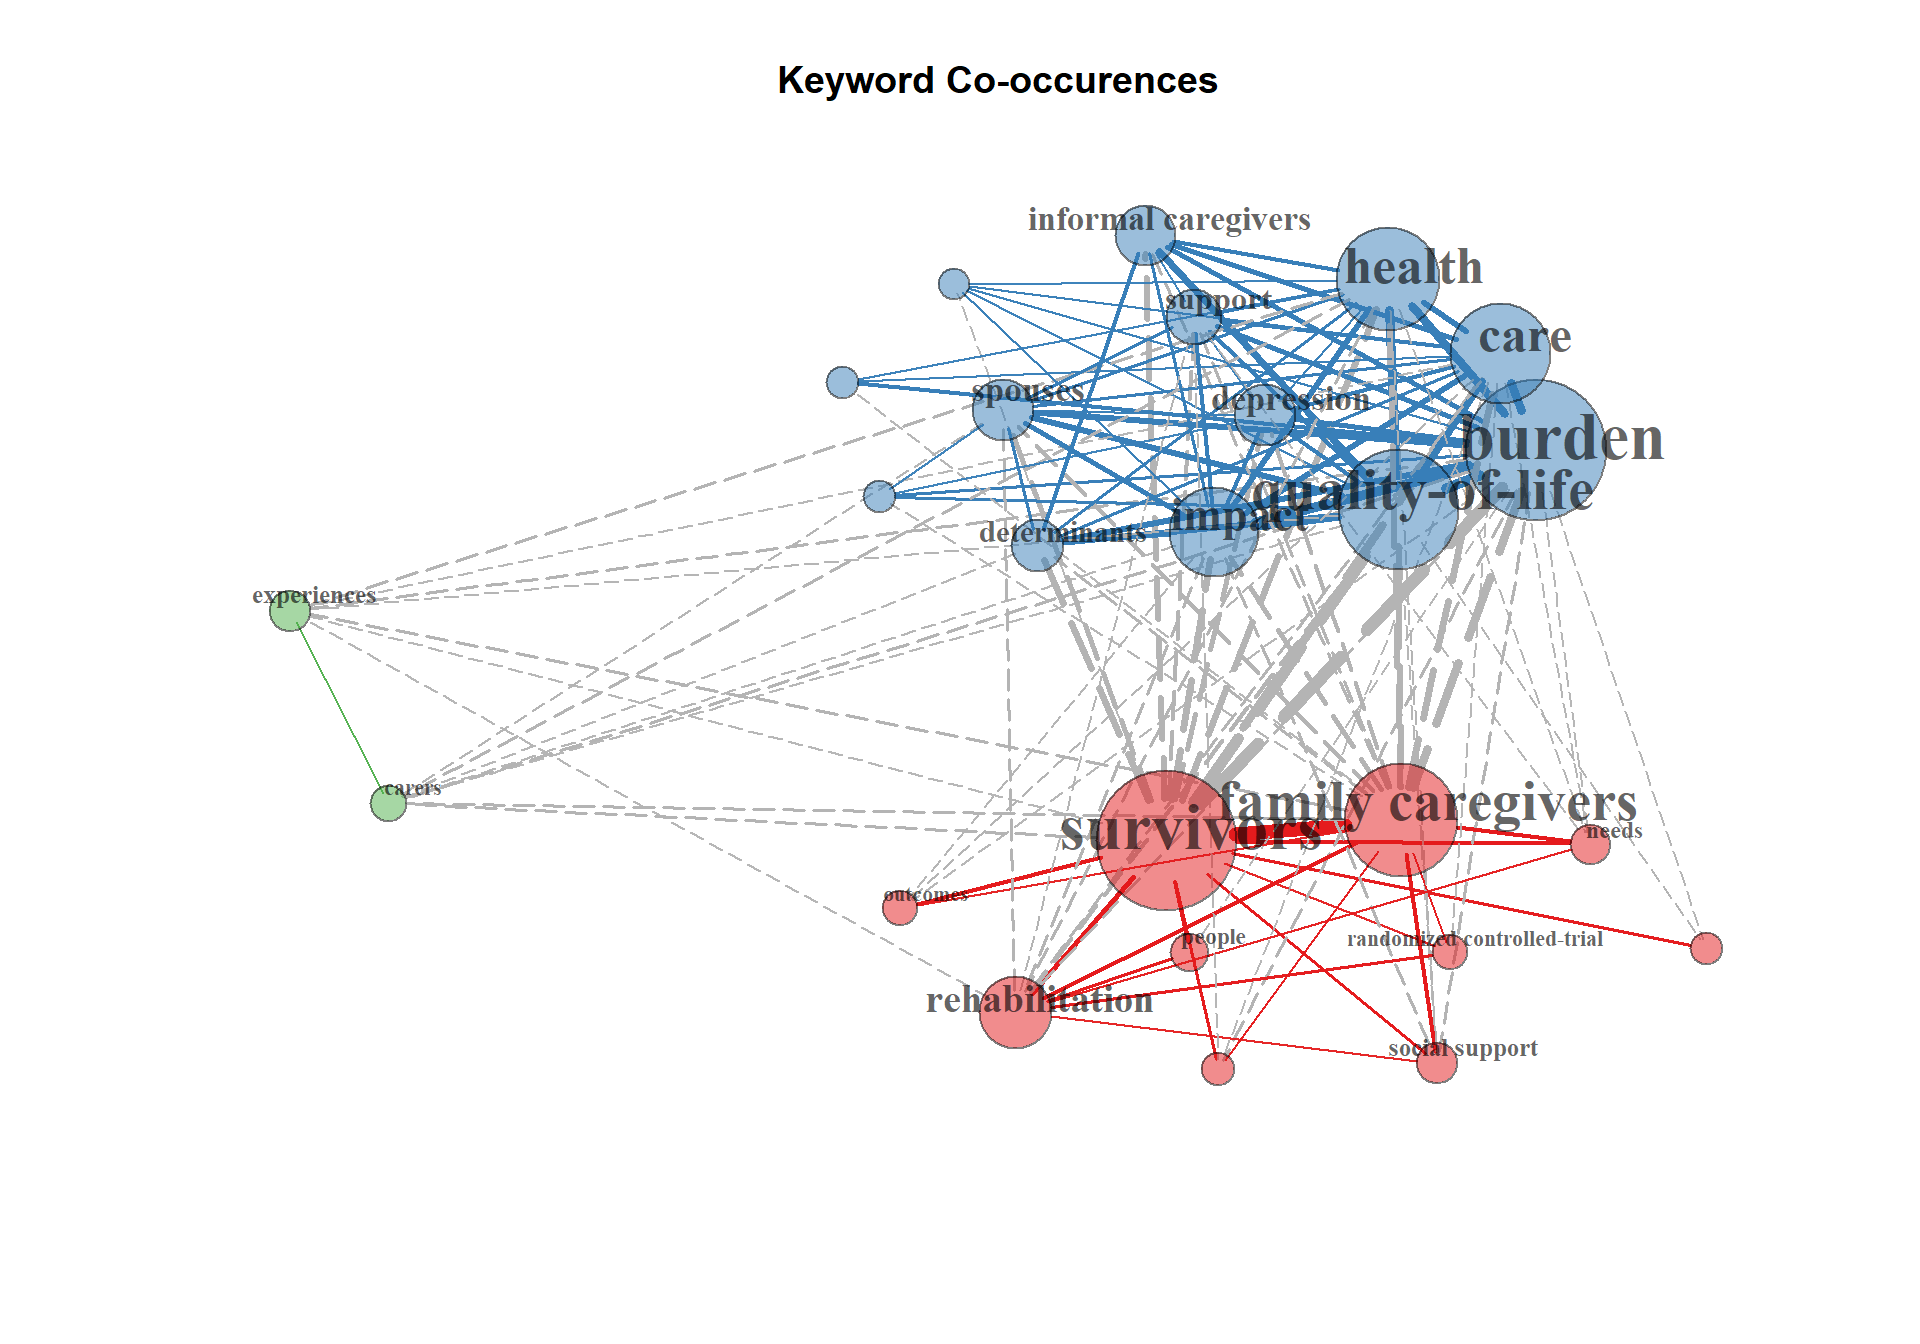 Keyword Co-occurences
informal caregivers
health
support
care
spouses
depression
burden
quality-of-life
impact
determinants
experiences
carers
family caregivers
survivors
needs
outcomes
people
randomized controlled-trial
rehabilitation
social support